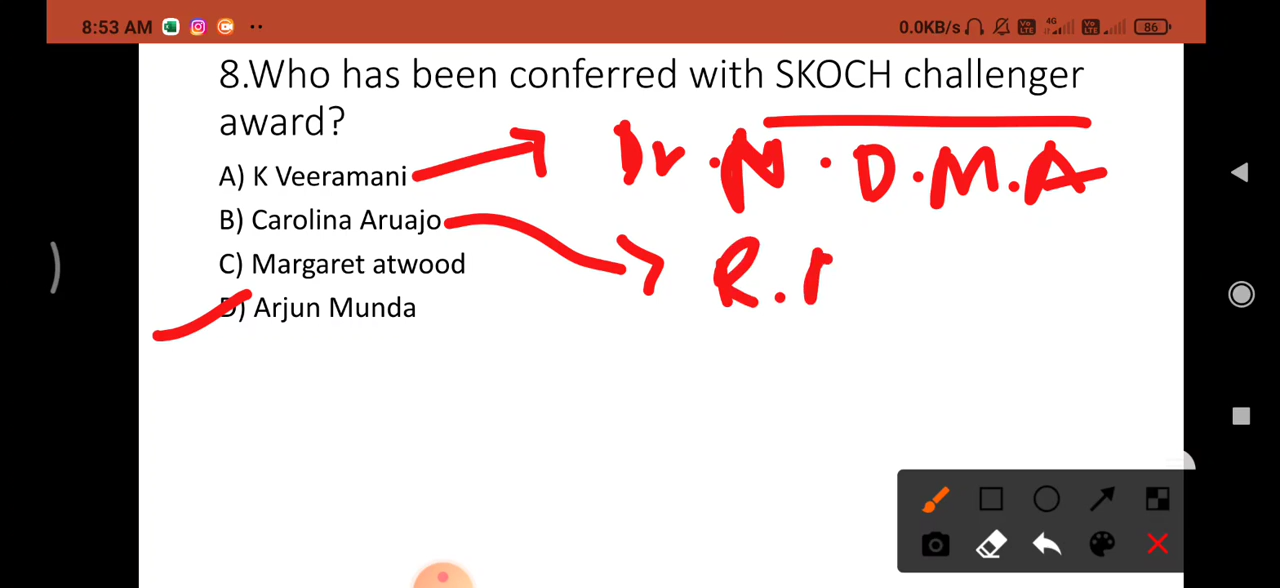 8:53 AM
0.0KB/s 4G 86
8.Who has been conferred with SKOCH challenger
award?
A) K Veeramani
Dr.N.D.M.A
B) Carolina Aruajo
R.
C) Margaret atwood
D) Arjun Munda